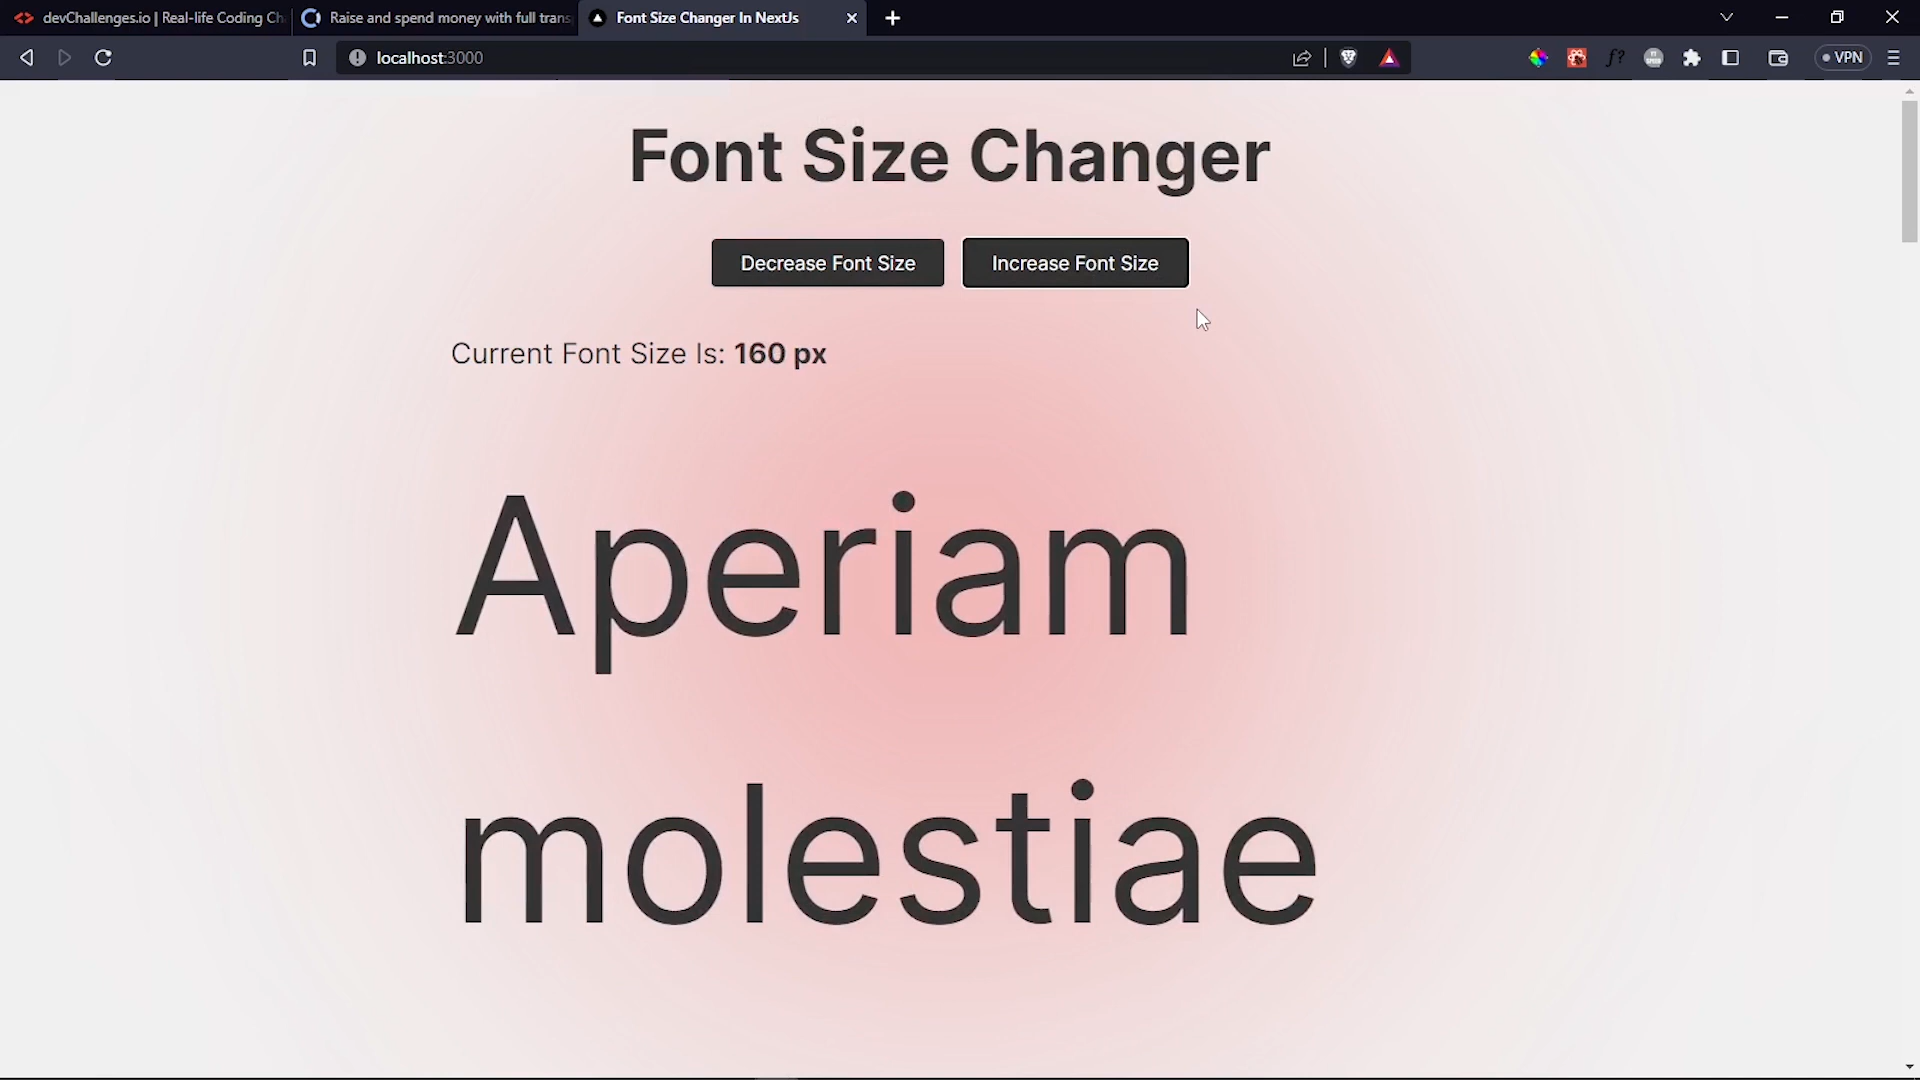 devChallenges.io | Real-life Coding Ch
Raise and spend money with full trans
Font Size Changer In NextJs
localhost:3000
VPN
Font Size Changer
Decrease Font Size
Increase Font Size
Current Font Size Is: 160 px
Aperiam
molestiae